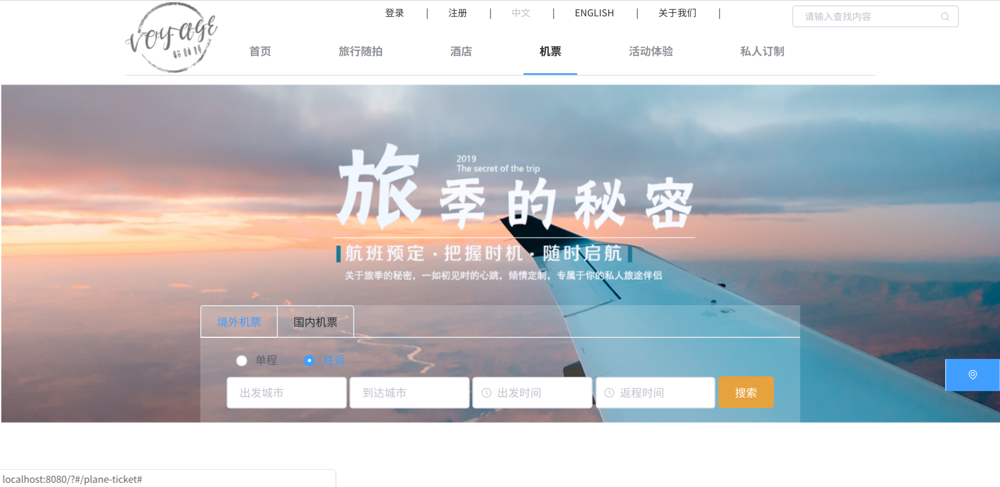 voyage
登录 | 注册 | 中文 | ENGLISH | 关于我们 |
请输入查找内容
首页 旅行随拍 酒店 机票 活动体验 私人订制
2019
The secret of the trip
旅季的秘密
航班预定·把握时机·随时启航
关于旅季的秘密，一如初见时的心跳，倾情定制，专属于你的私人旅途伴侣
境外机票 国内机票
单程 往返
出发城市 到达城市 出发时间 返程时间 搜索
localhost:8080/?#/plane-ticket#